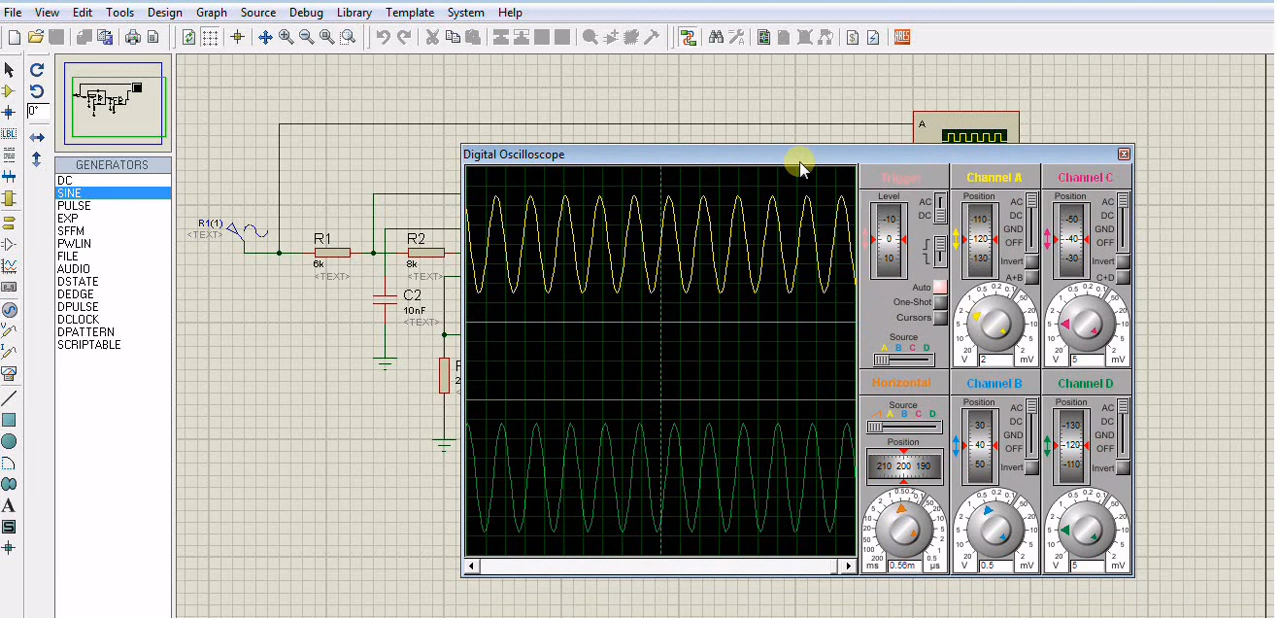 File View Edit Tools Design Graph Source Debug Library Template System Help
0°
LBL
A
GENERATORS
DC
SINE
PULSE
EXP
SFFM
PWLIN
FILE
AUDIO
DSTATE
DEDGE
DPULSE
DCLOCK
DPATTERN
SCRIPTABLE
A
R1(1)
<TEXT>
R1
6k
<TEXT>
R2
8k
<TEXT>
C2
10nF
<TEXT>
Digital Oscilloscope
Trigger
Level
-10
0
10
AC
DC
Auto
One-Shot
Cursors
Source
A B C D
Channel A
Position
-110
-120
-130
AC
DC
GND
OFF
Invert
A+B
V 2 mV
Channel C
Position
-50
-40
-30
AC
DC
GND
OFF
Invert
C+D
V 5 mV
Horizontal
Source
A B C D
Position
210 200 190
ms 0.56m µs
Channel B
Position
30
40
50
AC
DC
GND
OFF
Invert
V 0.5 mV
Channel D
Position
-130
-120
-110
AC
DC
GND
OFF
Invert
V 5 mV